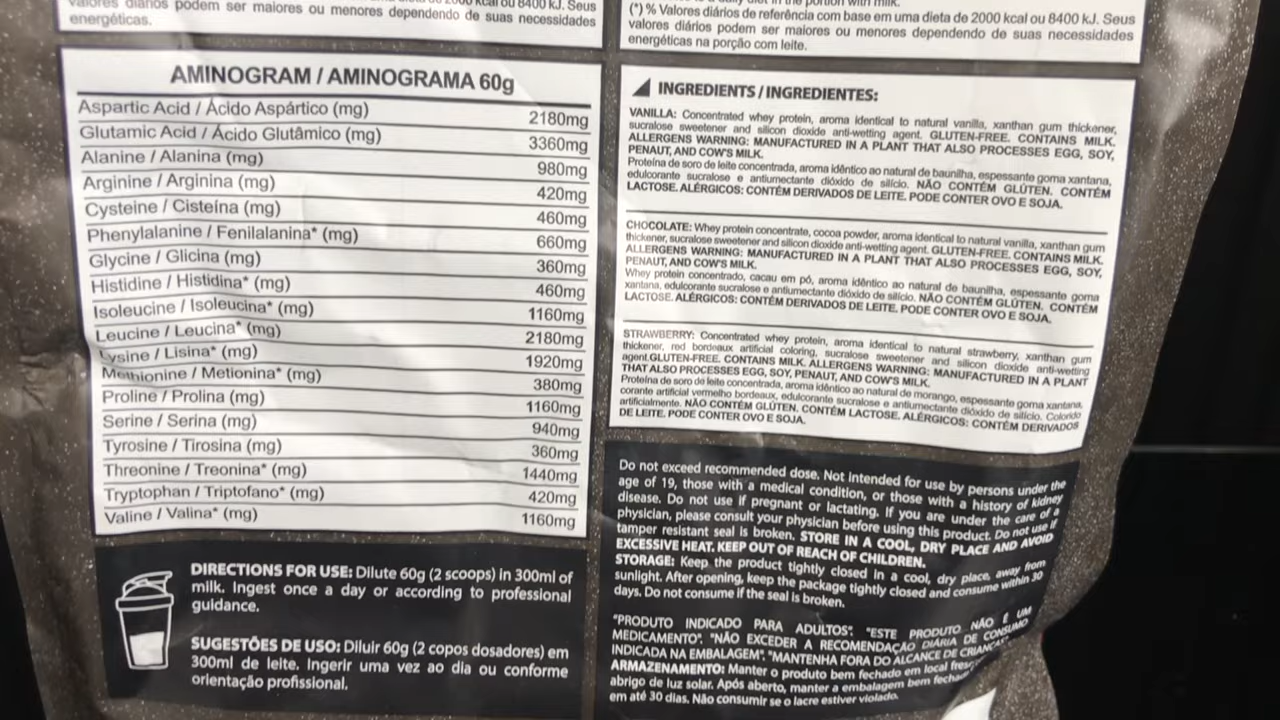 valores diários podem ser maiores ou menores dependendo de suas necessidades
energéticas.
(*) % Valores diários de referência com base em uma dieta de 2000 kcal ou 8400 kJ. Seus
valores diários podem ser maiores ou menores dependendo de suas necessidades
energéticas na porção com leite.
AMINOGRAM / AMINOGRAMA 60g
Aspartic Acid / Ácido Aspártico (mg) 2180mg
Glutamic Acid / Ácido Glutâmico (mg) 3360mg
Alanine / Alanina (mg) 980mg
Arginine / Arginina (mg) 420mg
Cysteine / Cisteína (mg) 460mg
Phenylalanine / Fenilalanina* (mg) 660mg
Glycine / Glicina (mg) 360mg
Histidine / Histidina* (mg) 460mg
Isoleucine / Isoleucina* (mg) 1160mg
Leucine / Leucina* (mg) 2180mg
Lysine / Lisina* (mg) 1920mg
Methionine / Metionina* (mg) 380mg
Proline / Prolina (mg) 1160mg
Serine / Serina (mg) 940mg
Tyrosine / Tirosina (mg) 360mg
Threonine / Treonina* (mg) 1440mg
Tryptophan / Triptofano* (mg) 420mg
Valine / Valina* (mg) 1160mg
DIRECTIONS FOR USE: Dilute 60g (2 scoops) in 300ml of
milk. Ingest once a day or according to professional
guidance.
SUGESTÕES DE USO: Diluir 60g (2 copos dosadores) em
300ml de leite. Ingerir uma vez ao dia ou conforme
orientação profissional.
INGREDIENTS / INGREDIENTES:
VANILLA: Concentrated whey protein, aroma identical to natural vanilla, xanthan gum thickener,
sucralose sweetener and silicon dioxide anti-wetting agent. GLUTEN-FREE. CONTAINS MILK.
ALLERGENS WARNING: MANUFACTURED IN A PLANT THAT ALSO PROCESSES EGG, SOY,
PENAUT, AND COW'S MILK.
Proteína de soro de leite concentrada, aroma idêntico ao natural de baunilha, espessante goma xantana,
edulcorante sucralose e antiumectante dióxido de silício. NÃO CONTÉM GLÚTEN. CONTÉM
LACTOSE. ALÉRGICOS: CONTÉM DERIVADOS DE LEITE. PODE CONTER OVO E SOJA.
CHOCOLATE: Whey protein concentrate, cocoa powder, aroma identical to natural vanilla, xanthan gum
thickener, sucralose sweetener and silicon dioxide anti-wetting agent. GLUTEN-FREE. CONTAINS MILK.
ALLERGENS WARNING: MANUFACTURED IN A PLANT THAT ALSO PROCESSES EGG, SOY,
PENAUT, AND COW'S MILK.
Whey protein concentrado, cacau em pó, aroma idêntico ao natural de baunilha, espessante goma
xantana, edulcorante sucralose e antiumectante dióxido de silício. NÃO CONTÉM GLÚTEN. CONTÉM
LACTOSE. ALÉRGICOS: CONTÉM DERIVADOS DE LEITE. PODE CONTER OVO E SOJA.
STRAWBERRY: Concentrated whey protein, aroma identical to natural strawberry, xanthan gum
thickener, red bordeaux artificial coloring, sucralose sweetener and silicon dioxide anti-wetting
agent.GLUTEN-FREE. CONTAINS MILK. ALLERGENS WARNING: MANUFACTURED IN A PLANT
THAT ALSO PROCESSES EGG, SOY, PENAUT, AND COW'S MILK.
Proteína de soro de leite concentrada, aroma idêntico ao natural de morango, espessante goma xantana,
corante artificial vermelho bordeaux, edulcorante sucralose e antiumectante dióxido de silício. Colorido
artificialmente. NÃO CONTÉM GLÚTEN. CONTÉM LACTOSE. ALÉRGICOS: CONTÉM DERIVADOS
DE LEITE. PODE CONTER OVO E SOJA.
Do not exceed recommended dose. Not intended for use by persons under the
age of 19, those with a medical condition, or those with a history of kidney
disease. Do not use if pregnant or lactating. If you are under the care of a
physician, please consult your physician before using this product. Do not use if
tamper resistant seal is broken. STORE IN A COOL, DRY PLACE AND AVOID
EXCESSIVE HEAT. KEEP OUT OF REACH OF CHILDREN.
STORAGE: Keep the product tightly closed in a cool, dry place, away from
sunlight. After opening, keep the package tightly closed and consume within 30
days. Do not consume if the seal is broken.
"PRODUTO INDICADO PARA ADULTOS". "ESTE PRODUTO NÃO É UM
MEDICAMENTO". "NÃO EXCEDER A RECOMENDAÇÃO DIÁRIA DE CONSUMO
INDICADA NA EMBALAGEM". "MANTENHA FORA DO ALCANCE DE CRIANÇAS".
ARMAZENAMENTO: Manter o produto bem fechado em local
abrigo de luz solar. Após aberto, manter a embalagem bem
em até 30 dias. Não consumir se o lacre estiver violado.